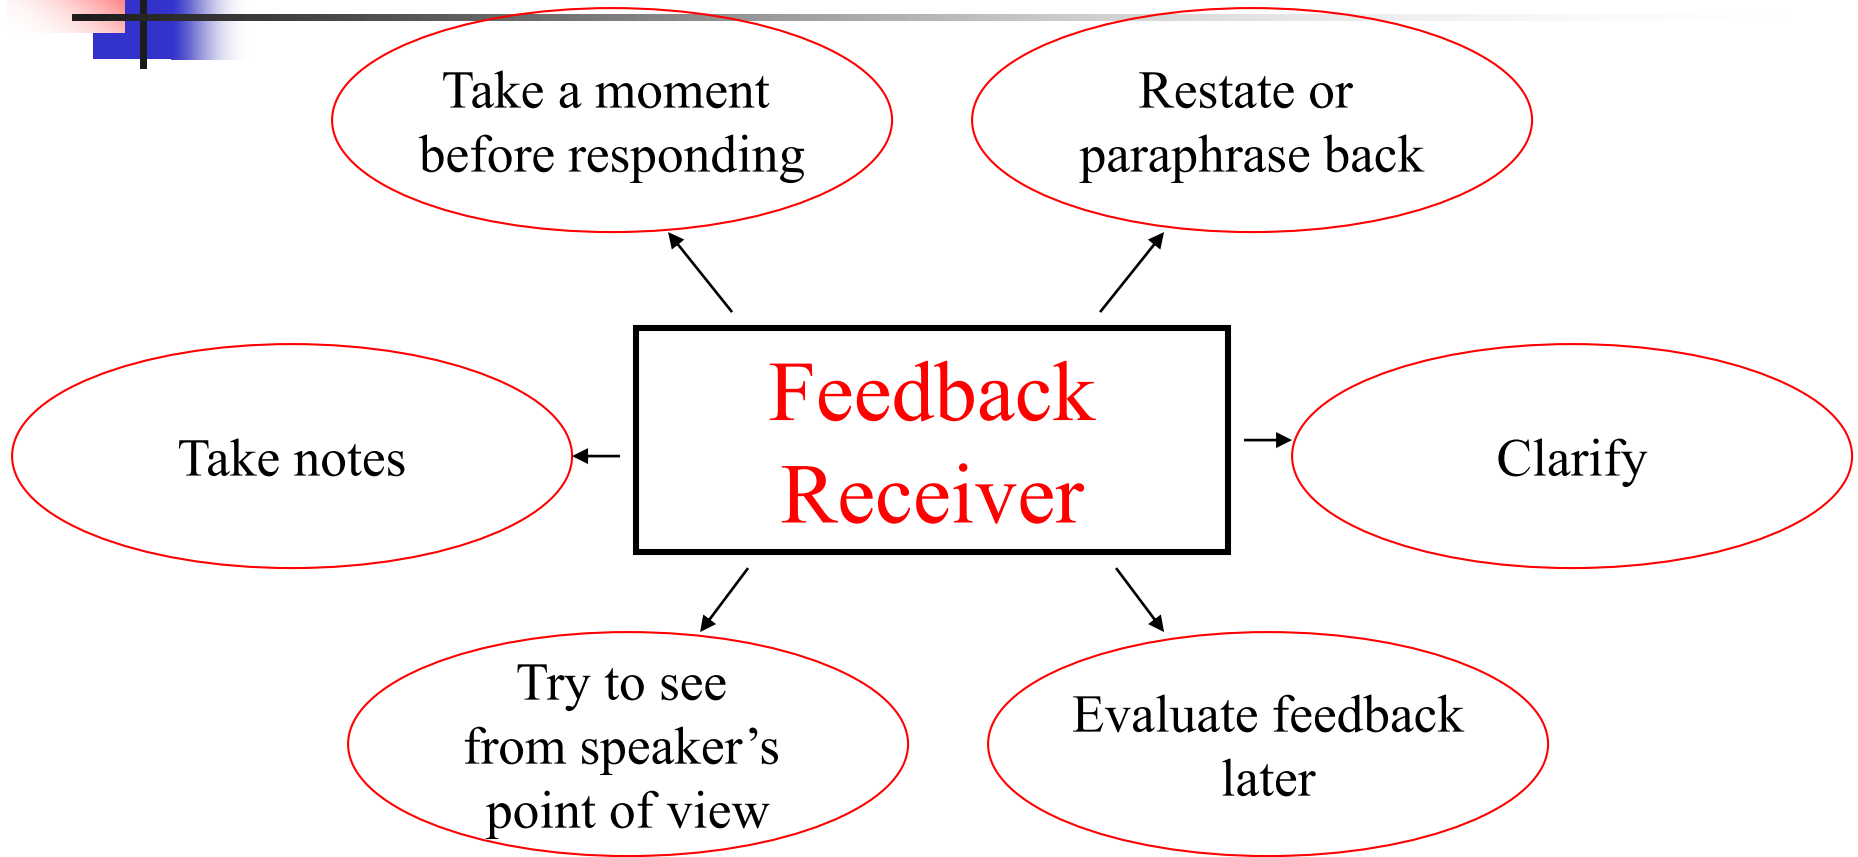 Take a moment
before responding
Restate or
paraphrase back
Take notes
Feedback
Receiver
Clarify
Try to see
from speaker’s
point of view
Evaluate feedback
later